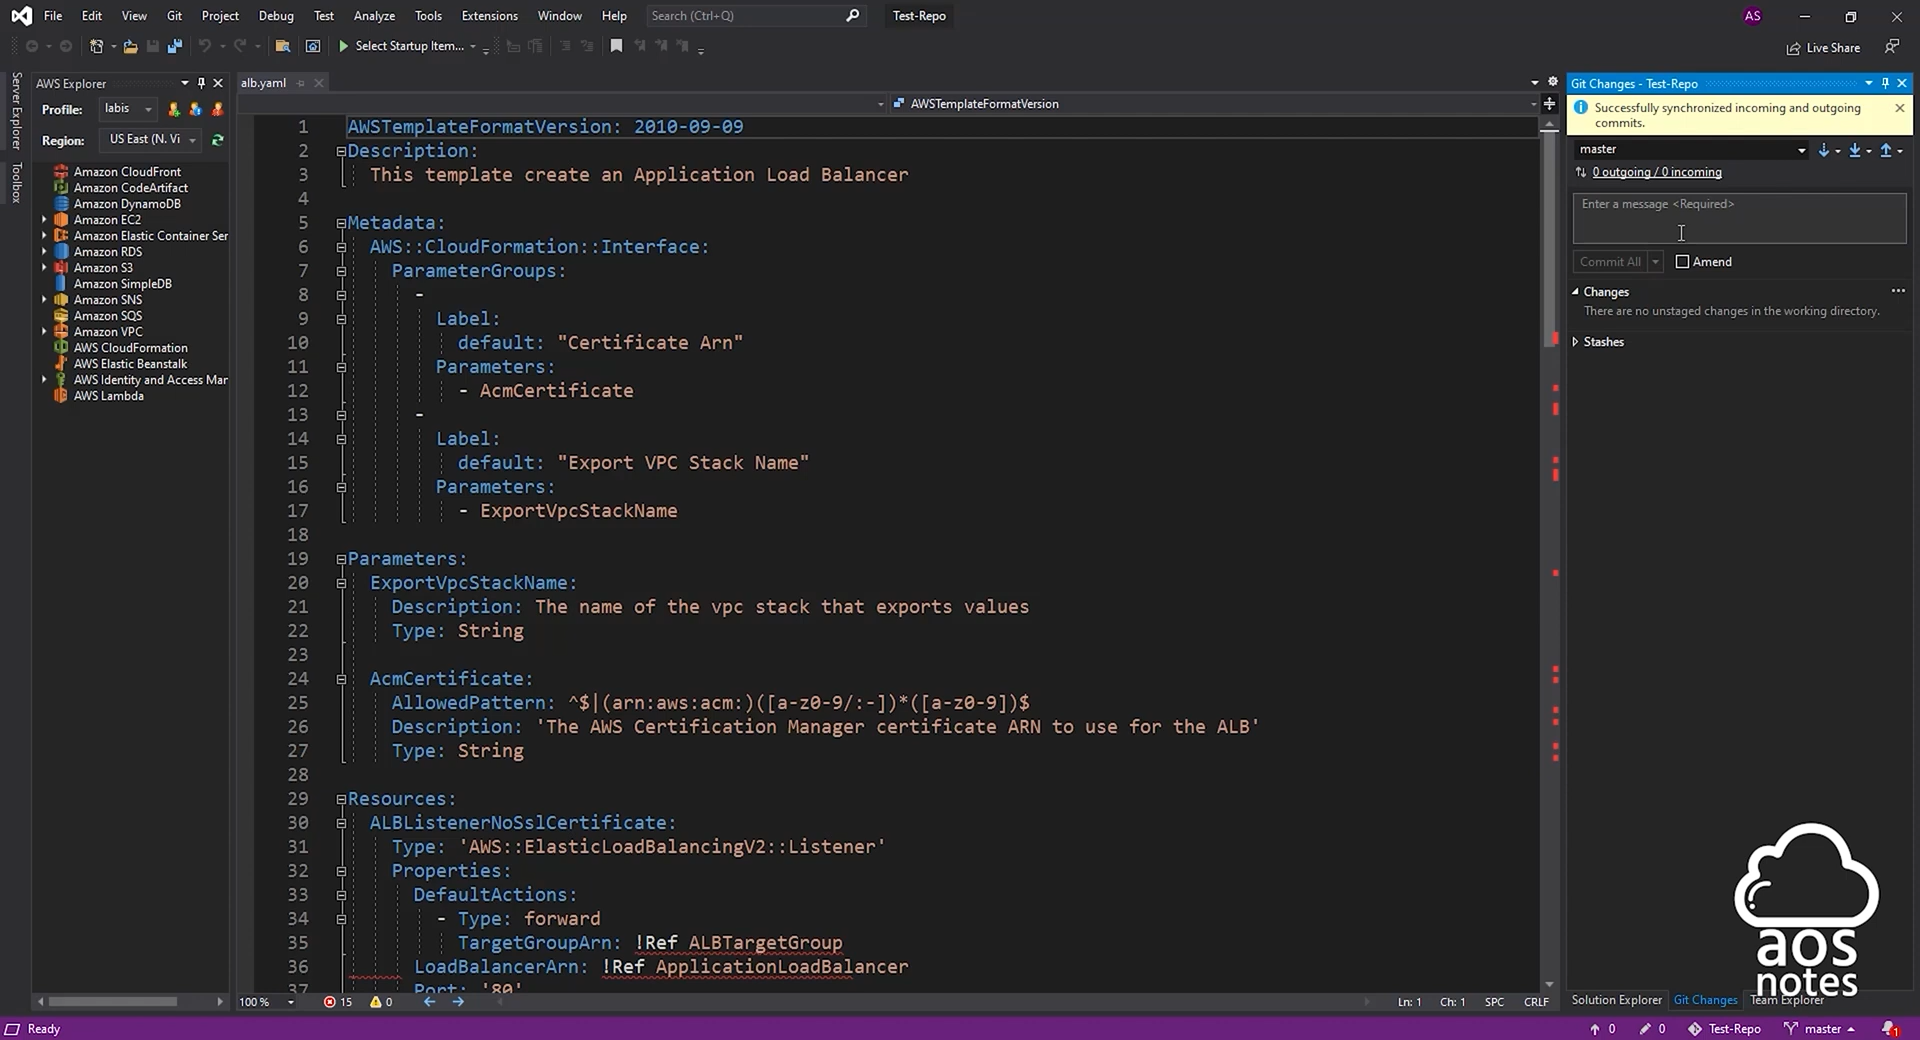 File Edit View Git Project Debug Test Analyze Tools Extensions Window Help Search (Ctrl+Q) Test-Repo AS
Select Startup Item... Live Share
Server Explorer
Toolbox
AWS Explorer
Profile: labis
Region: US East (N. Vi
Amazon CloudFront
Amazon CodeArtifact
Amazon DynamoDB
Amazon EC2
Amazon Elastic Container Ser
Amazon RDS
Amazon S3
Amazon SimpleDB
Amazon SNS
Amazon SQS
Amazon VPC
AWS CloudFormation
AWS Elastic Beanstalk
AWS Identity and Access Mar
AWS Lambda
alb.yaml
AWSTemplateFormatVersion
1 AWSTemplateFormatVersion: 2010-09-09
2 Description:
3 This template create an Application Load Balancer
4
5 Metadata:
6 AWS::CloudFormation::Interface:
7 ParameterGroups:
8 -
9 Label:
10 default: "Certificate Arn"
11 Parameters:
12 - AcmCertificate
13 -
14 Label:
15 default: "Export VPC Stack Name"
16 Parameters:
17 - ExportVpcStackName
18
19 Parameters:
20 ExportVpcStackName:
21 Description: The name of the vpc stack that exports values
22 Type: String
23
24 AcmCertificate:
25 AllowedPattern: ^$|(arn:aws:acm:)([a-z0-9/:-])*([a-z0-9])$
26 Description: 'The AWS Certification Manager certificate ARN to use for the ALB'
27 Type: String
28
29 Resources:
30 ALBListenerNoSslCertificate:
31 Type: 'AWS::ElasticLoadBalancingV2::Listener'
32 Properties:
33 DefaultActions:
34 - Type: forward
35 TargetGroupArn: !Ref ALBTargetGroup
36 LoadBalancerArn: !Ref ApplicationLoadBalancer
37 Port: '80'
100 % 15 0 Ln: 1 Ch: 1 SPC CRLF
Git Changes - Test-Repo
Successfully synchronized incoming and outgoing
commits.
master
0 outgoing / 0 incoming
Enter a message <Required>
Commit All Amend
Changes
There are no unstaged changes in the working directory.
Stashes
aos
notes
Solution Explorer Git Changes Team Explorer
Ready 0 0 Test-Repo master 1